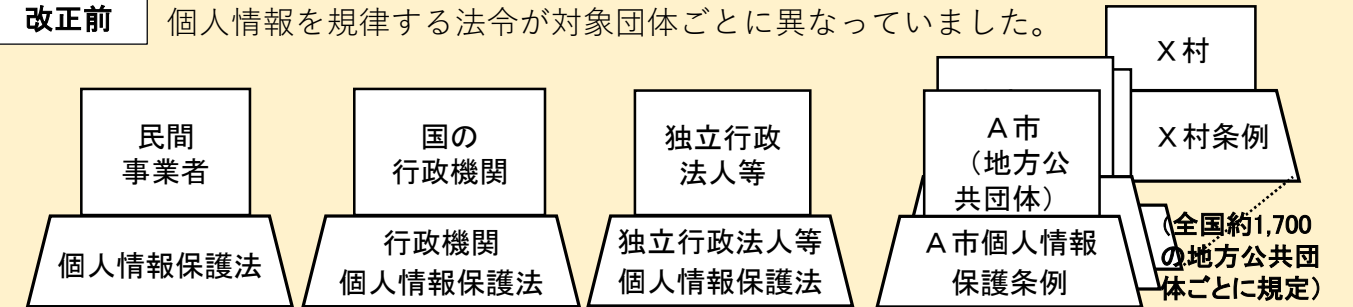 改正前
個人情報を規律する法令が対象団体ごとに異なっていました。
民間
事業者
個人情報保護法
国の
行政機関
行政機関
個人情報保護法
独立行政
法人等
独立行政法人等
個人情報保護法
A市
(地方公
共団体)
A市個人情報
保護条例
X村
X村条例
(全国約1,700
の地方公共団
体ごとに規定)